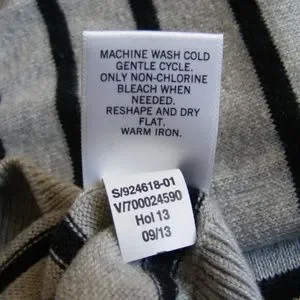 MACHINE WASH COLD
GENTLE CYCLE.
ONLY NON-CHLORINE
BLEACH WHEN
NEEDED.
RESHAPE AND DRY
FLAT.
WARM IRON.
S/924618-01
V/700024590
Hol 13
09/13